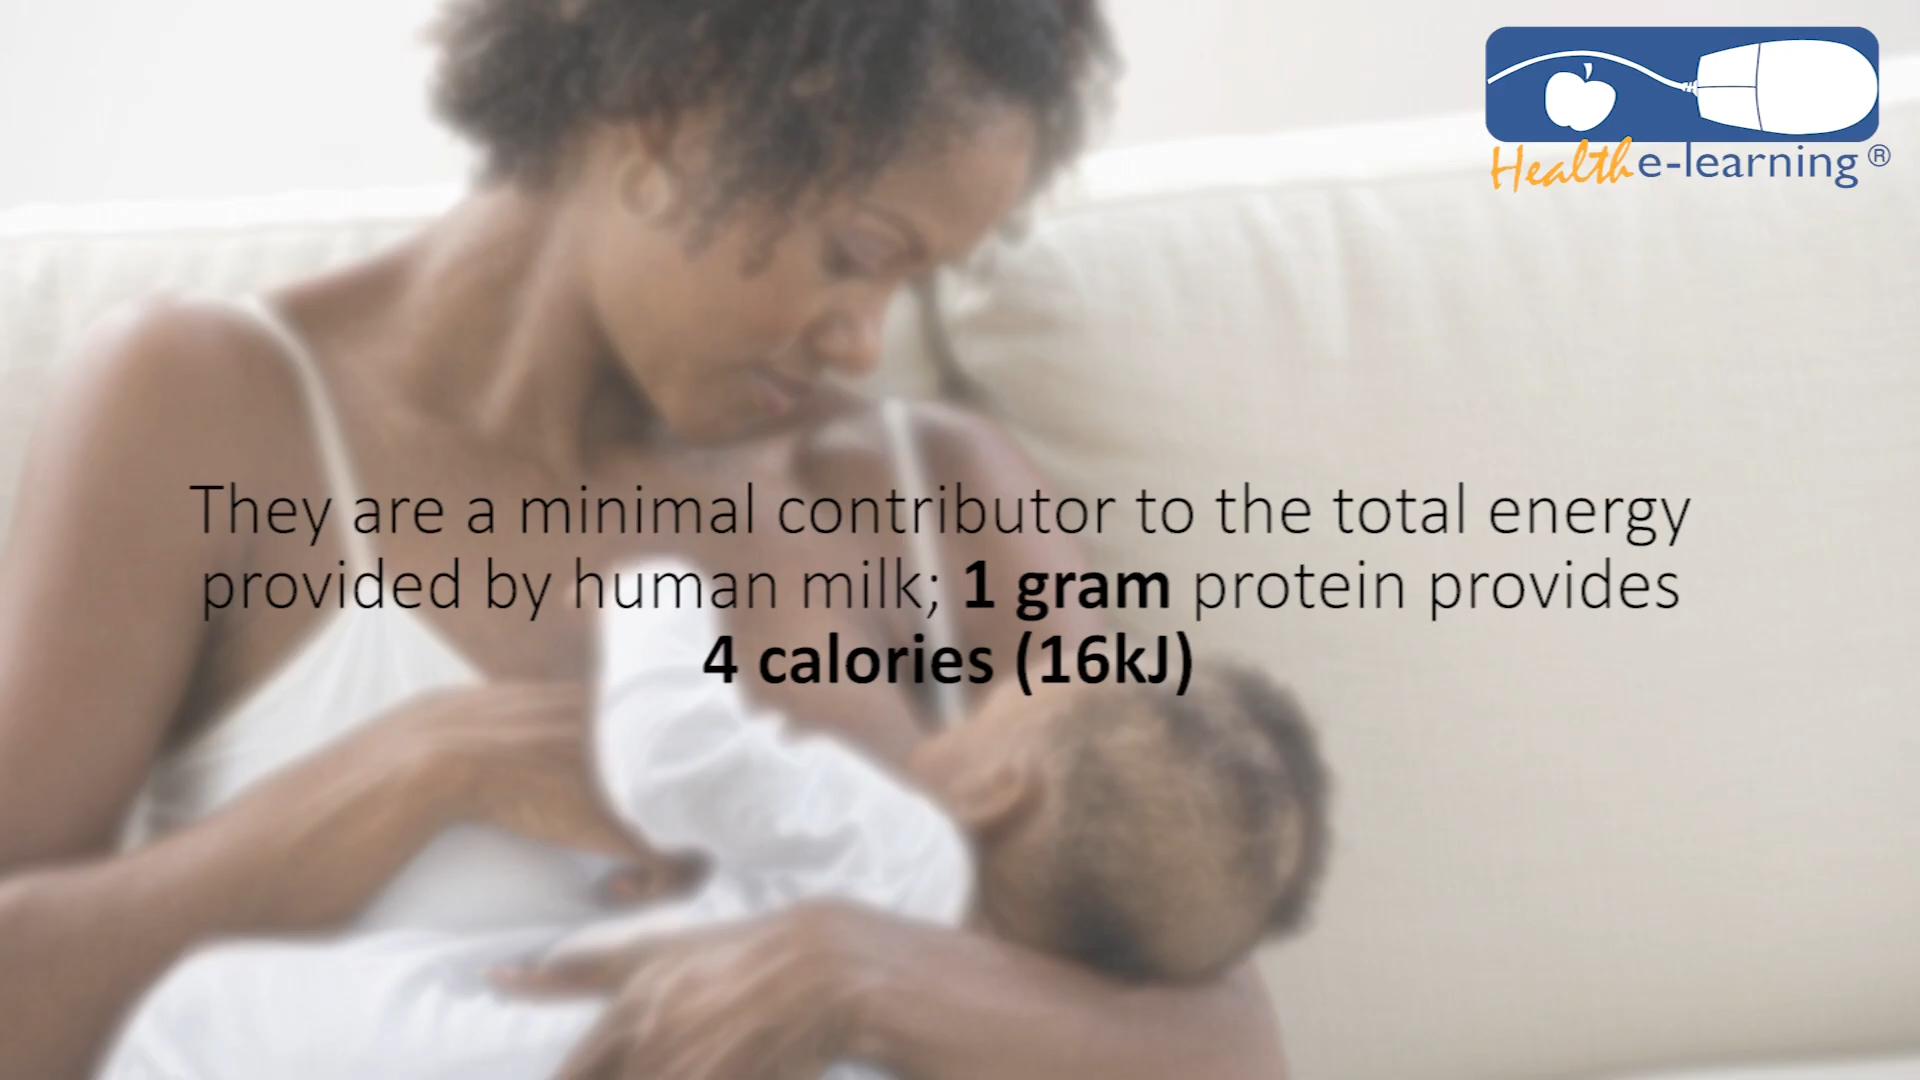 Health e-learning ®
They are a minimal contributor to the total energy
provided by human milk; 1 gram protein provides
4 calories (16kJ)